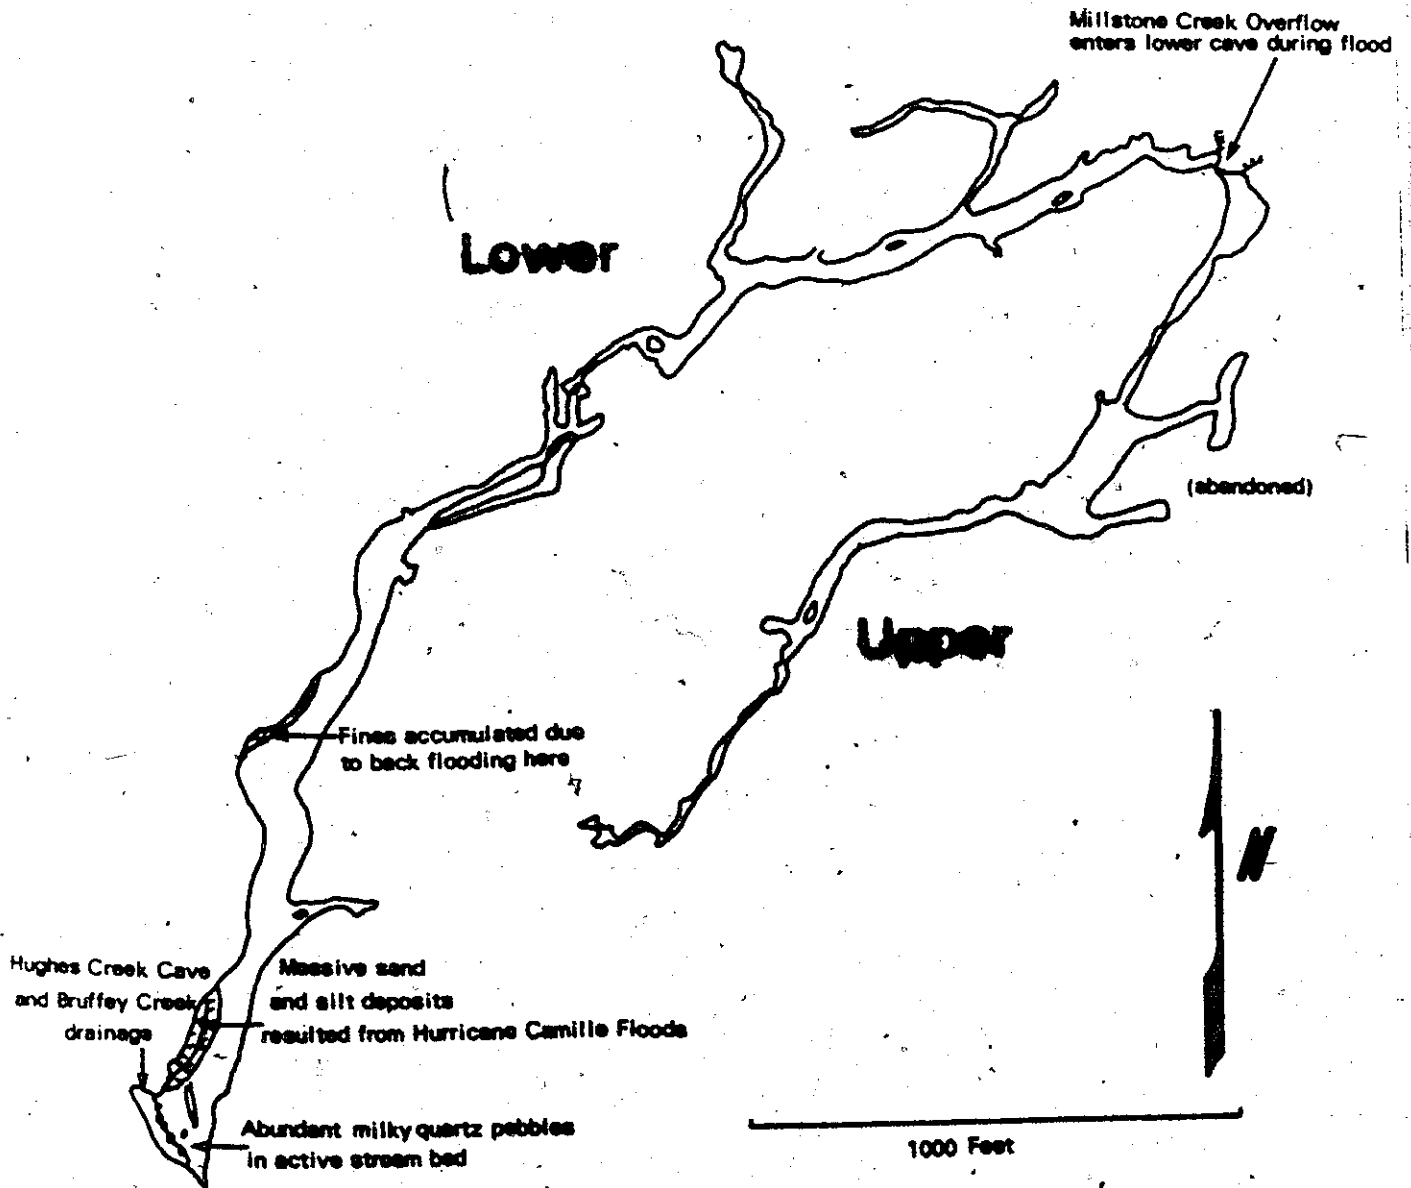 Millstone Creek Overflow
enters lower cave during flood
Lower
(abandoned)
Upper
Fines accumulated due
to back flooding here
N
Hughes Creek Cave
and Bruffey Creek
drainage
Massive sand
and silt deposits
resulted from Hurricane Camille Floods
Abundant milky quartz pebbles
in active stream bed
1000 Feet